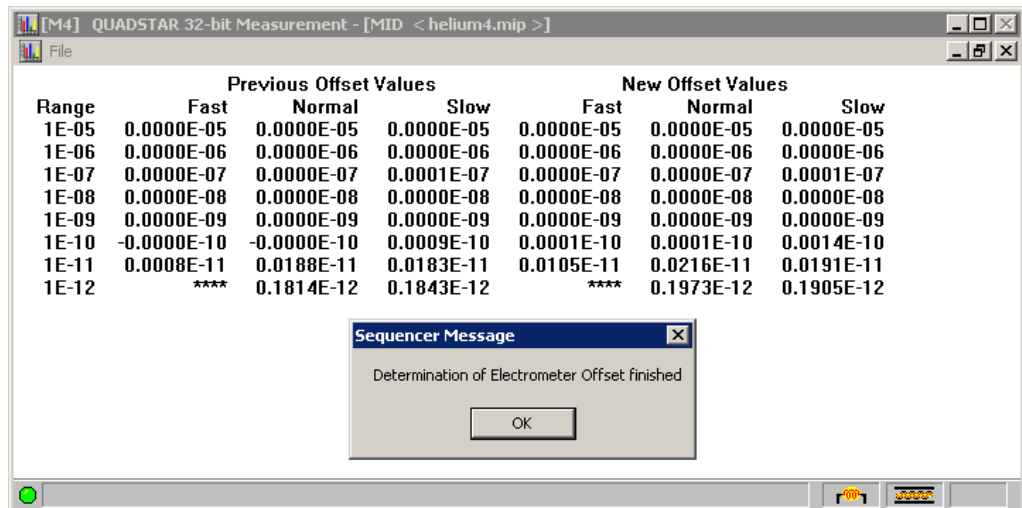 [M4] QUADSTAR 32-bit Measurement - [MID < helium4.mip >]
File
Previous Offset Values New Offset Values
Range Fast Normal Slow Fast Normal Slow
1E-05 0.0000E-05 0.0000E-05 0.0000E-05 0.0000E-05 0.0000E-05 0.0000E-05
1E-06 0.0000E-06 0.0000E-06 0.0000E-06 0.0000E-06 0.0000E-06 0.0000E-06
1E-07 0.0000E-07 0.0000E-07 0.0001E-07 0.0000E-07 0.0000E-07 0.0001E-07
1E-08 0.0000E-08 0.0000E-08 0.0000E-08 0.0000E-08 0.0000E-08 0.0000E-08
1E-09 0.0000E-09 0.0000E-09 0.0000E-09 0.0000E-09 0.0000E-09 0.0000E-09
1E-10 -0.0000E-10 -0.0000E-10 0.0009E-10 0.0001E-10 0.0001E-10 0.0014E-10
1E-11 0.0008E-11 0.0188E-11 0.0183E-11 0.0105E-11 0.0216E-11 0.0191E-11
1E-12 **** 0.1814E-12 0.1843E-12 **** 0.1973E-12 0.1905E-12
Sequencer Message
Determination of Electrometer Offset finished
OK